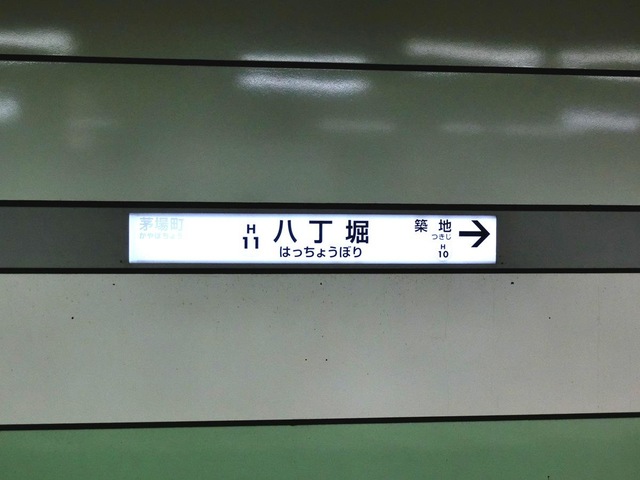 茅場町
かやばちょう
H
11
八丁堀
はっちょうぼり
築地
つきじ
H
10
→